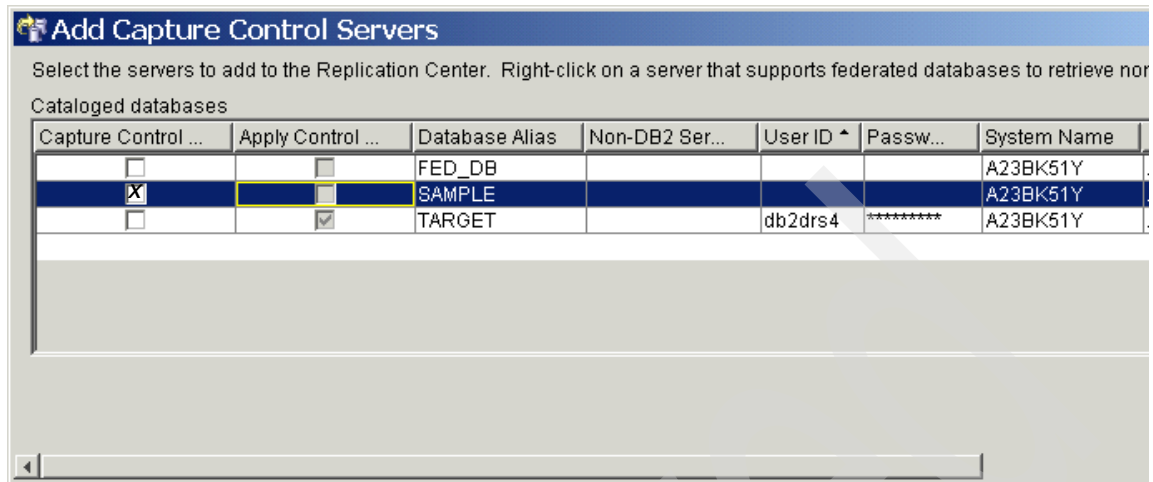 Add Capture Control Servers
Select the servers to add to the Replication Center. Right-click on a server that supports federated databases to retrieve nor
Cataloged databases
Capture Control ... Apply Control ... Database Alias Non-DB2 Ser... User ID Passw... System Name
FED_DB A23BK51Y
X SAMPLE A23BK51Y
TARGET db2drs4 ********* A23BK51Y